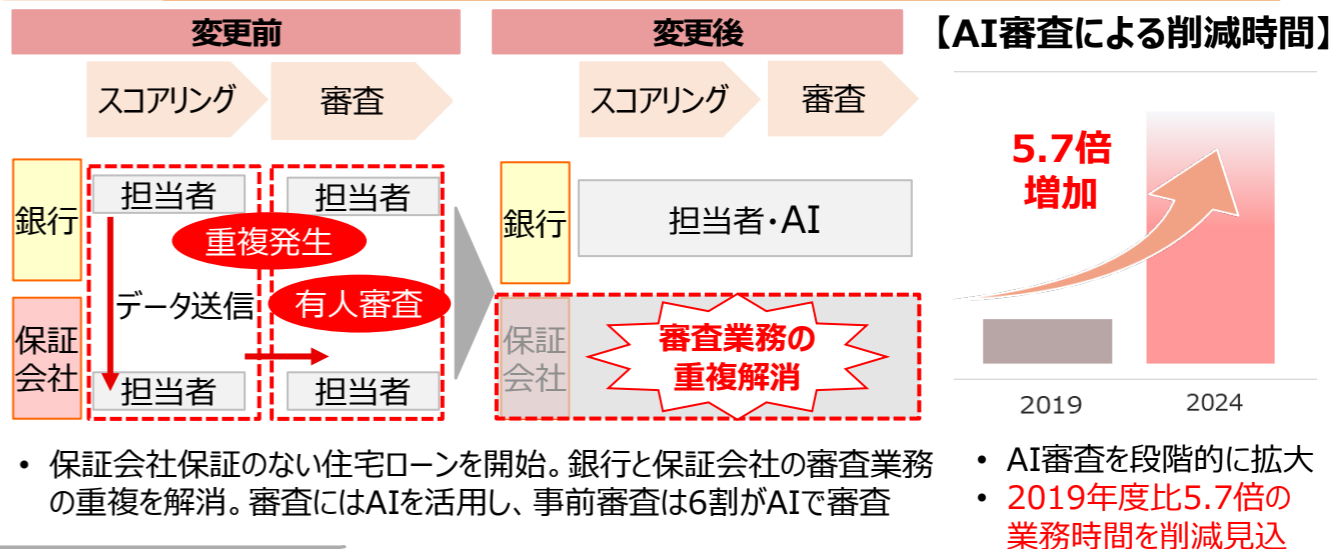 変更前
スコアリング
審査
銀行
担当者
担当者
重複発生
データ送信
有人審査
保証
会社
担当者
担当者
変更後
スコアリング
審査
銀行
担当者・AI
保証
会社
審査業務の
重複解消
• 保証会社保証のない住宅ローンを開始。銀行と保証会社の審査業務
の重複を解消。審査にはAIを活用し、事前審査は6割がAIで審査
【AI審査による削減時間】
5.7倍
増加
2019
2024
• AI審査を段階的に拡大
• 2019年度比5.7倍の
業務時間を削減見込